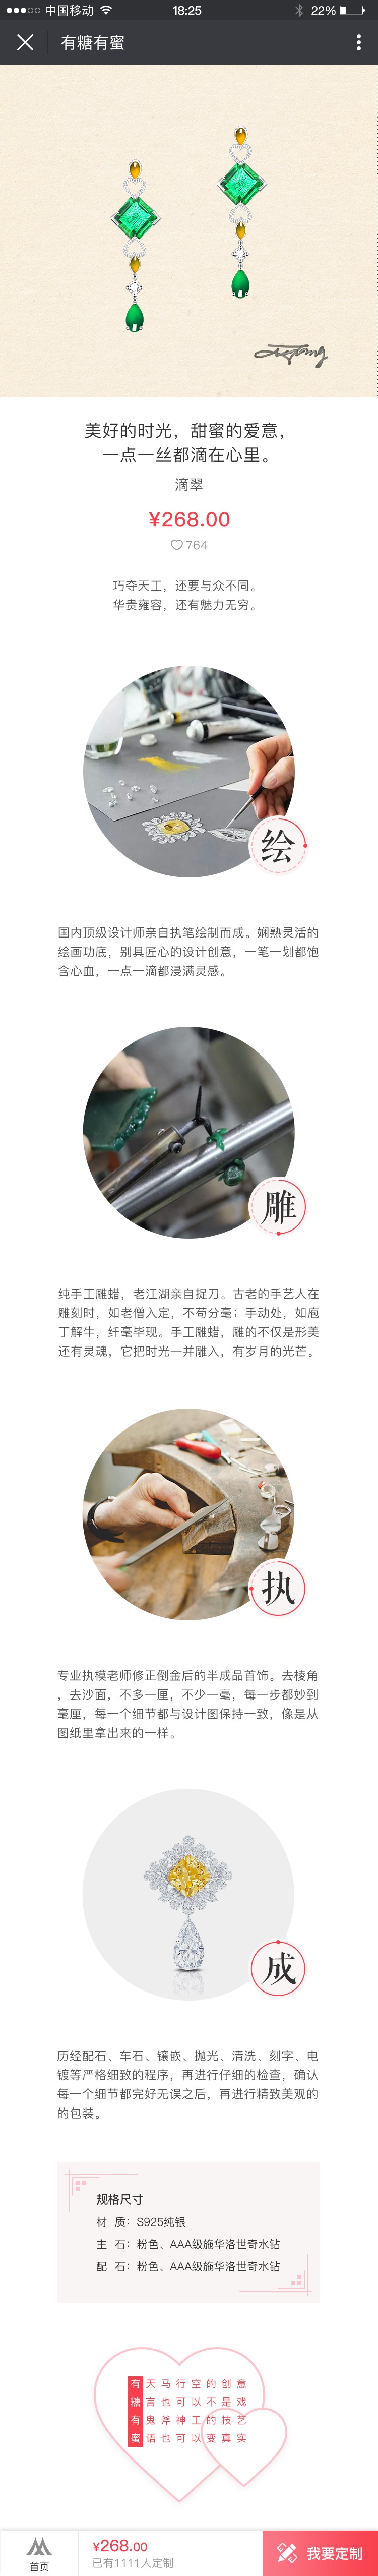 中国移动 18:25 22%
有糖有蜜
美好的时光，甜蜜的爱意，
一点一丝都滴在心里。
滴翠
¥268.00
764
巧夺天工，还要与众不同。
华贵雍容，还有魅力无穷。
绘
国内顶级设计师亲自执笔绘制而成。娴熟灵活的
绘画功底，别具匠心的设计创意，一笔一划都饱
含心血，一点一滴都浸满灵感。
雕
纯手工雕蜡，老江湖亲自捉刀。古老的手艺人在
雕刻时，如老僧入定，不苟分毫；手动处，如庖
丁解牛，纤毫毕现。手工雕蜡，雕的不仅是形美
还有灵魂，它把时光一并雕入，有岁月的光芒。
执
专业执模老师修正倒金后的半成品首饰。去棱角
，去沙面，不多一厘，不少一毫，每一步都妙到
毫厘，每一个细节都与设计图保持一致，像是从
图纸里拿出来的一样。
成
历经配石、车石、镶嵌、抛光、清洗、刻字、电
镀等严格细致的程序，再进行仔细的检查，确认
每一个细节都完好无误之后，再进行精致美观的
的包装。
规格尺寸
材 质：S925纯银
主 石：粉色、AAA级施华洛世奇水钻
配 石：粉色、AAA级施华洛世奇水钻
有天马行空的创意
糖言也可以不是戏
有鬼斧神工的技艺
蜜语也可以变真实
¥268.00
已有1111人定制
首页
我要定制